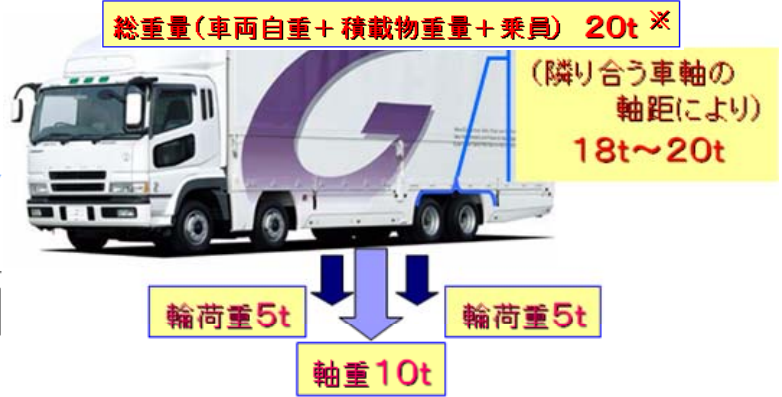 総重量(車両自重+積載物重量+乗員) 20t ※
(隣り合う車軸の
軸距により)
18t～20t
G
輪荷重5t
輪荷重5t
軸重10t